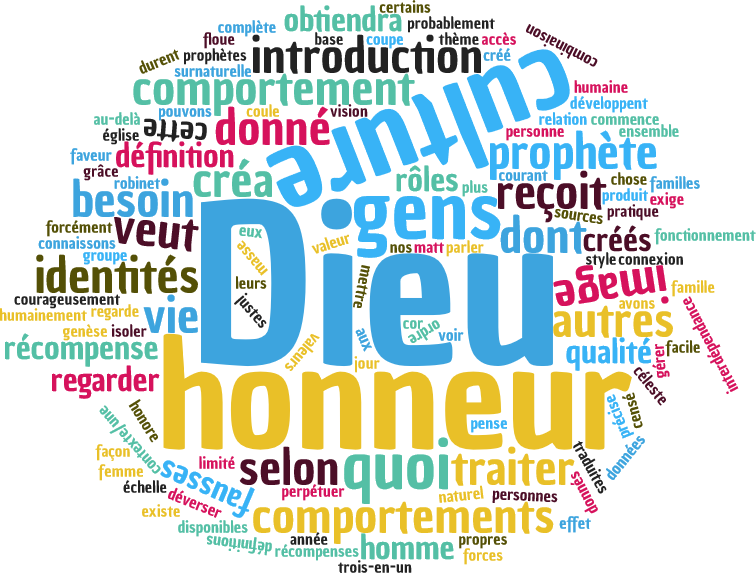 certains
obtiendra
complète
probablement
floue
base
coupe
thème
accès
combinaison
durent
prophètes
introduction
créé
surnaturelle
comportement
culture
humaine
pouvons
coule
vision
développent
au-delà
cette
donné
relation
commence
église
personne
ensemble
faveur
définition
prophète
grâce
robinet
créa
rôles
plus
courant
chose
familles
besoin
reçoit
produit
exige
sources
pratique
forcément
veut
Dieu
gens
dont
créés
fonctionnement
connaissons
eux
valeur
nos
matt
parler
groupe
masse
style
connexion
identités
leurs
mettre
image
famille
courageusement
justes
avons
humainement
regarde
vie
autres
interdépendance
genèse
isoler
valeurs
aux
cor
ordre
voir
récompense
jour
qualité
gérer
facile
regarder
honneur
céleste
honore
censé
précise
contexte/une
pense
données
façon
limité
selon
quoi
traiter
traduites
femme
fausses
échelle
perpétuer
naturel
personnes
donnés
déverser
existe
comportements
effet
disponibles
définitions
année
récompenses
homme
propres
forces
trois-en-un